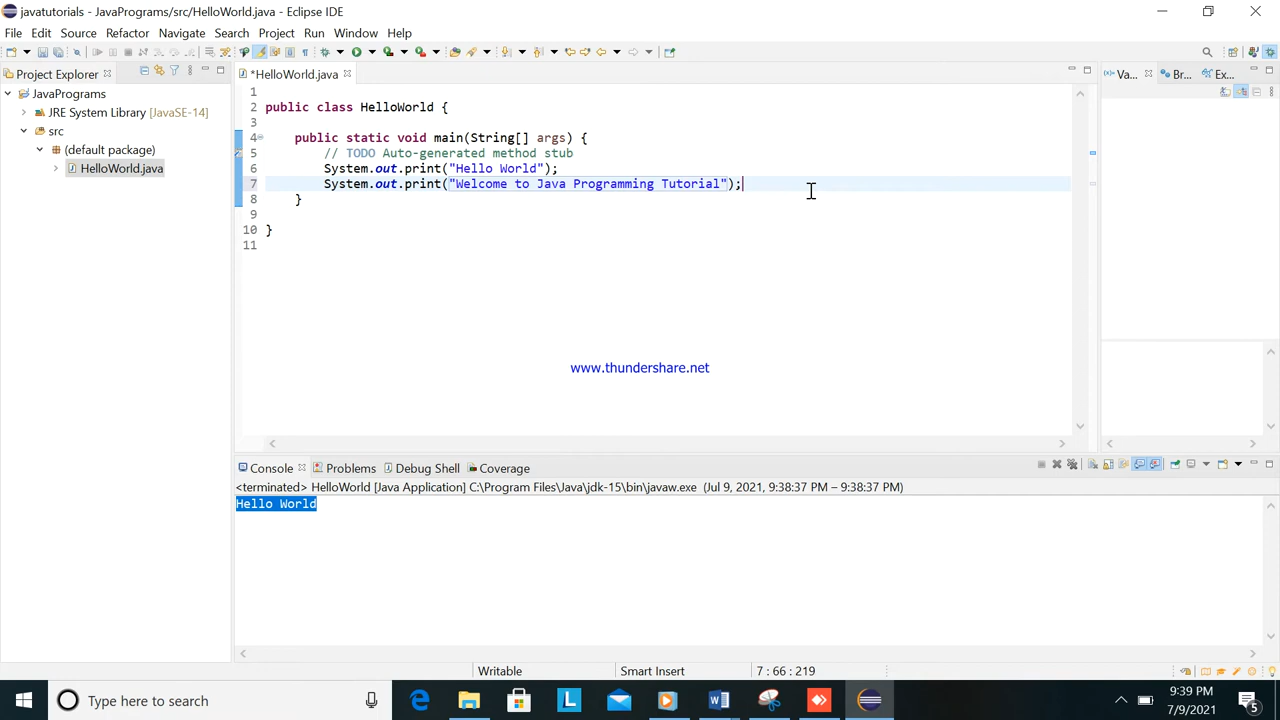 javatutorials - JavaPrograms/src/HelloWorld.java - Eclipse IDE
File Edit Source Refactor Navigate Search Project Run Window Help
Project Explorer
*HelloWorld.java
Va... Br... Ex...
JavaPrograms
JRE System Library [JavaSE-14]
src
(default package)
HelloWorld.java
1
2 public class HelloWorld {
3
4 public static void main(String[] args) {
5 // TODO Auto-generated method stub
6 System.out.print("Hello World");
7 System.out.print("Welcome to Java Programming Tutorial");
8 }
9
10 }
11
www.thundershare.net
Console Problems Debug Shell Coverage
<terminated> HelloWorld [Java Application] C:\Program Files\Java\jdk-15\bin\javaw.exe (Jul 9, 2021, 9:38:37 PM – 9:38:37 PM)
Hello World
Writable Smart Insert 7 : 66 : 219
Type here to search
9:39 PM
7/9/2021
5